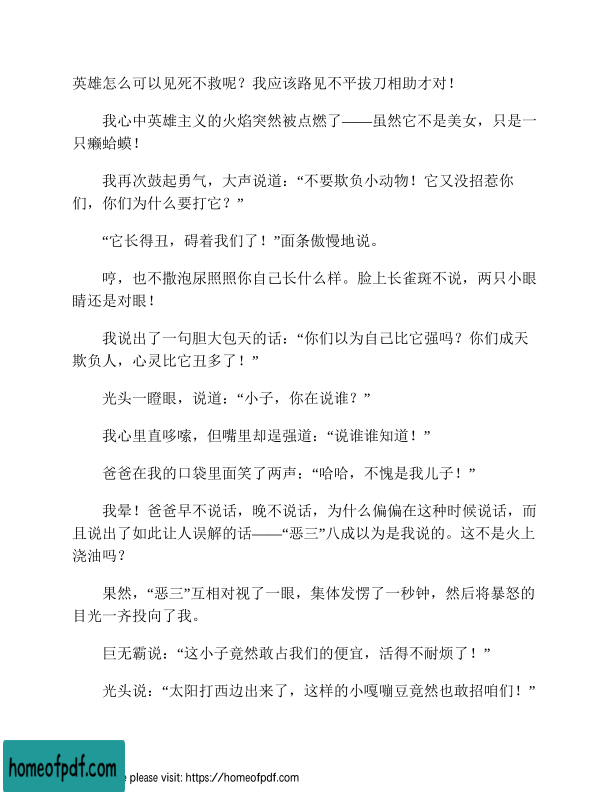 英雄怎么可以见死不救呢？我应该路见不平拔刀相助才对！
我心中英雄主义的火焰突然被点燃了——虽然它不是美女，只是一
只癞蛤蟆！
我再次鼓起勇气，大声说道：“不要欺负小动物！它又没招惹你
们，你们为什么要打它？”
“它长得丑，碍着我们了！”面条傲慢地说。
哼，也不撒泡尿照照你自己长什么样。脸上长雀斑不说，两只小眼
睛还是对眼！
我说出了一句胆大包天的话：“你们以为自己比它强吗？你们成天
欺负人，心灵比它丑多了！”
光头一瞪眼，说道：“小子，你在说谁？”
我心里直哆嗦，但嘴里却逞强道：“说谁谁知道！”
爸爸在我的口袋里面笑了两声：“哈哈，不愧是我儿子！”
我晕！爸爸早不说话，晚不说话，为什么偏偏在这种时候说话，而
且说出了如此让人误解的话——“恶三”八成以为是我说的。这不是火上
浇油吗？
果然，“恶三”互相对视了一眼，集体发愣了一秒钟，然后将暴怒的
目光一齐投向了我。
巨无霸说：“这小子竟然敢占我们的便宜，活得不耐烦了！”
光头说：“太阳打西边出来了，这样的小嘎嘣豆竟然也敢招咱们！”
homeofpdf.com
e please visit: https://homeofpdf.com